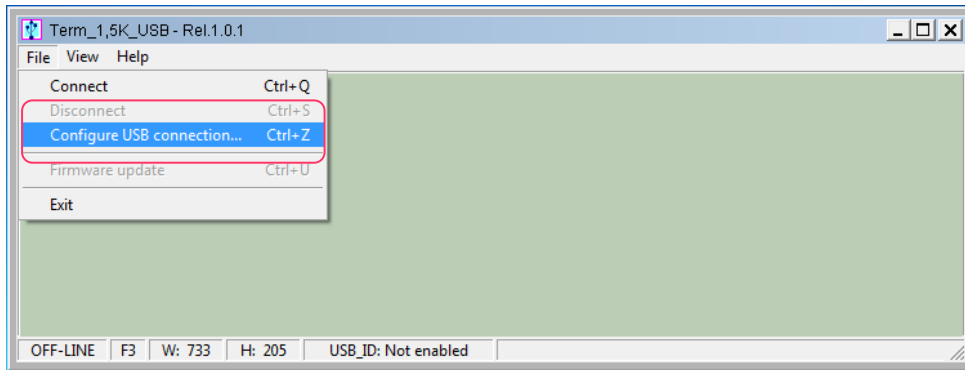 Term_1,5K_USB - Rel.1.0.1
File View Help
Connect Ctrl+Q
Disconnect Ctrl+S
Configure USB connection... Ctrl+Z
Firmware update Ctrl+U
Exit
OFF-LINE F3 W: 733 H: 205 USB_ID: Not enabled